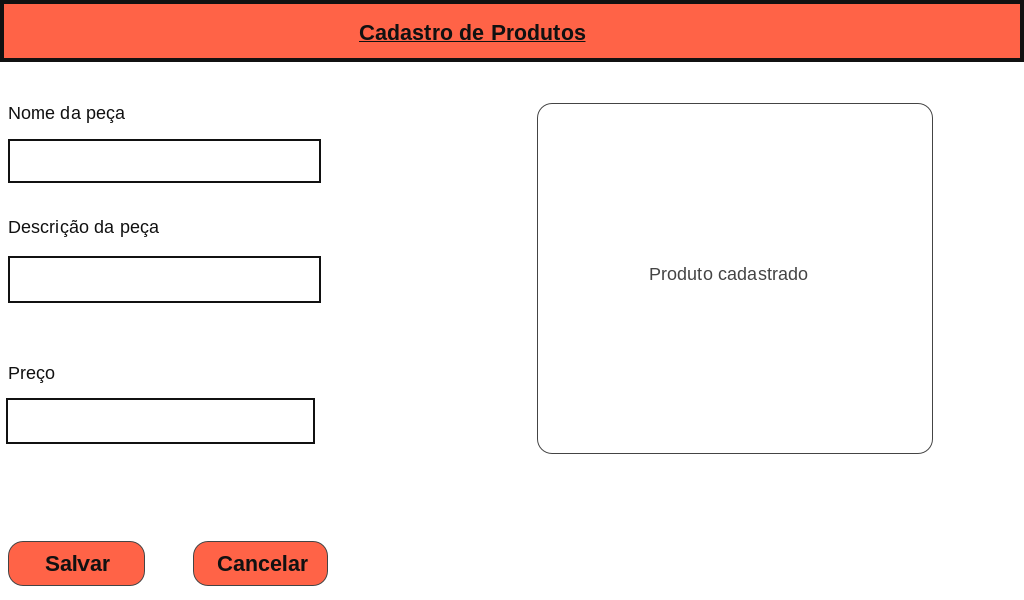 Cadastro de Produtos
Nome da peça
Descrição da peça
Preço
Produto cadastrado
Salvar
Cancelar